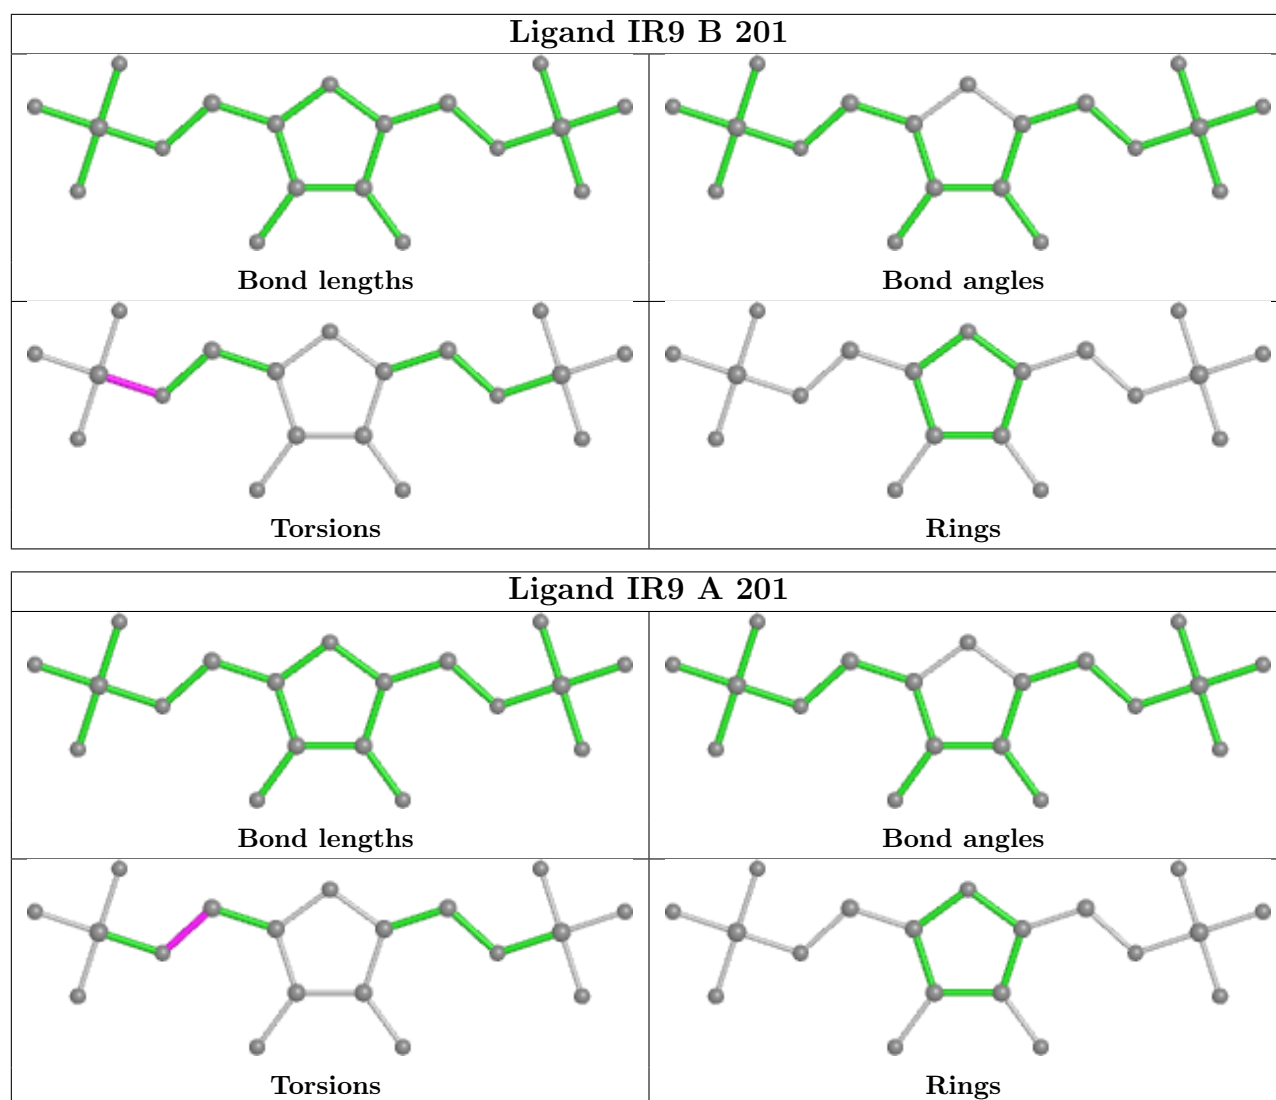 Ligand IR9 B 201
Bond lengths
Bond angles
Torsions
Rings
Ligand IR9 A 201
Bond lengths
Bond angles
Torsions
Rings